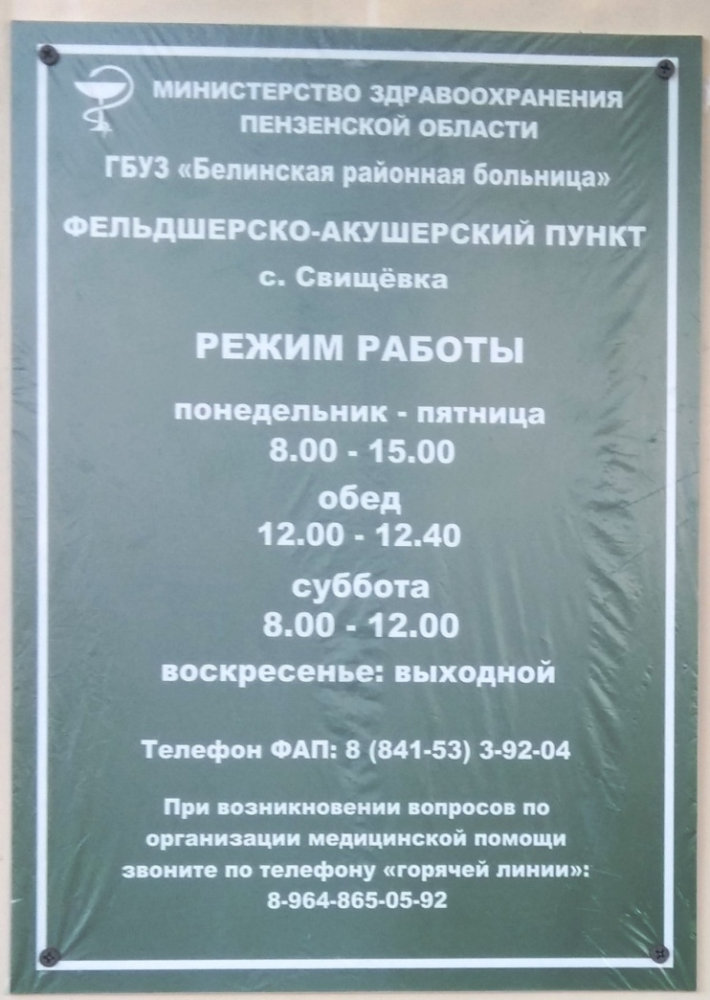 МИНИСТЕРСТВО ЗДРАВООХРАНЕНИЯ
ПЕНЗЕНСКОЙ ОБЛАСТИ
ГБУЗ «Белинская районная больница»
ФЕЛЬДШЕРСКО-АКУШЕРСКИЙ ПУНКТ
с. Свищёвка
РЕЖИМ РАБОТЫ
понедельник - пятница
8.00 - 15.00
обед
12.00 - 12.40
суббота
8.00 - 12.00
воскресенье: выходной
Телефон ФАП: 8 (841-53) 3-92-04
При возникновении вопросов по
организации медицинской помощи
звоните по телефону «горячей линии»:
8-964-865-05-92